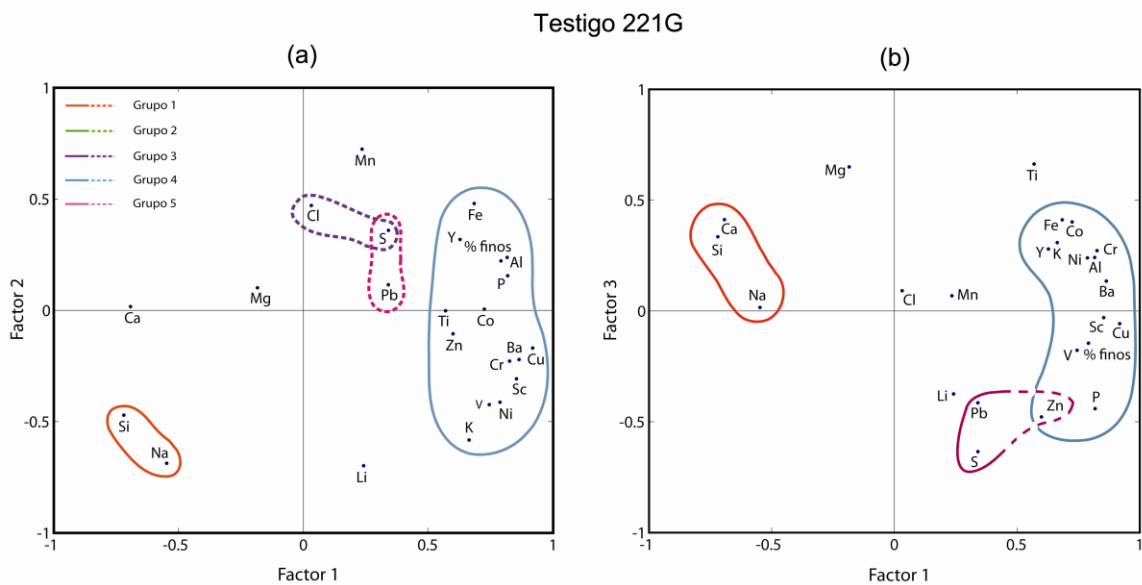 Testigo 221G
(a)
(b)
1
0.5
0
-0.5
-1
Factor 2
Grupo 1
Grupo 2
Grupo 3
Grupo 4
Grupo 5
Mn
Cl
S
Fe
Y
% finos
Al
P
Pb
Mg
Ca
Ti
Co
Zn
Ba
Cu
Cr
Sc
V
Ni
K
Si
Na
Li
-1
-0.5
0
0.5
1
Factor 1
1
0.5
0
-0.5
-1
Factor 3
Mg
Ti
Ca
Si
Na
Fe
Co
Y
K
Cr
Ni
Al
Ba
Cl
Mn
Sc
Cu
V
% finos
Li
Pb
Zn
P
S
-1
-0.5
0
0.5
1
Factor 1